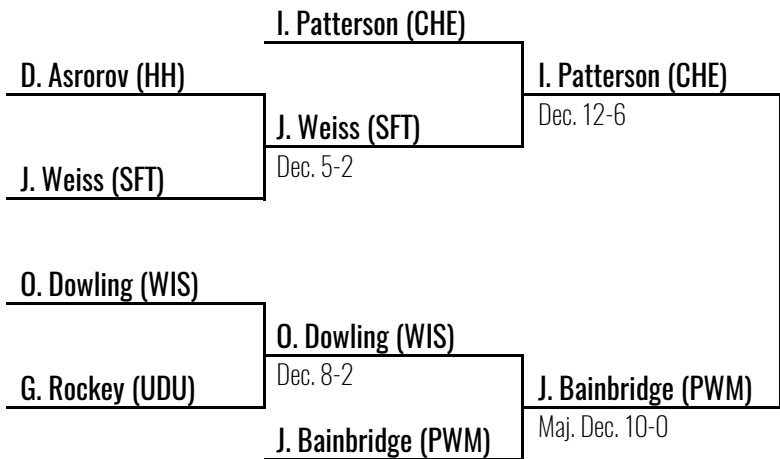 I. Patterson (CHE)
D. Asrorov (HH)
I. Patterson (CHE)
Dec. 12-6
J. Weiss (SFT)
Dec. 5-2
J. Weiss (SFT)
O. Dowling (WIS)
O. Dowling (WIS)
Dec. 8-2
G. Rockey (UDU)
J. Bainbridge (PWM)
Maj. Dec. 10-0
J. Bainbridge (PWM)